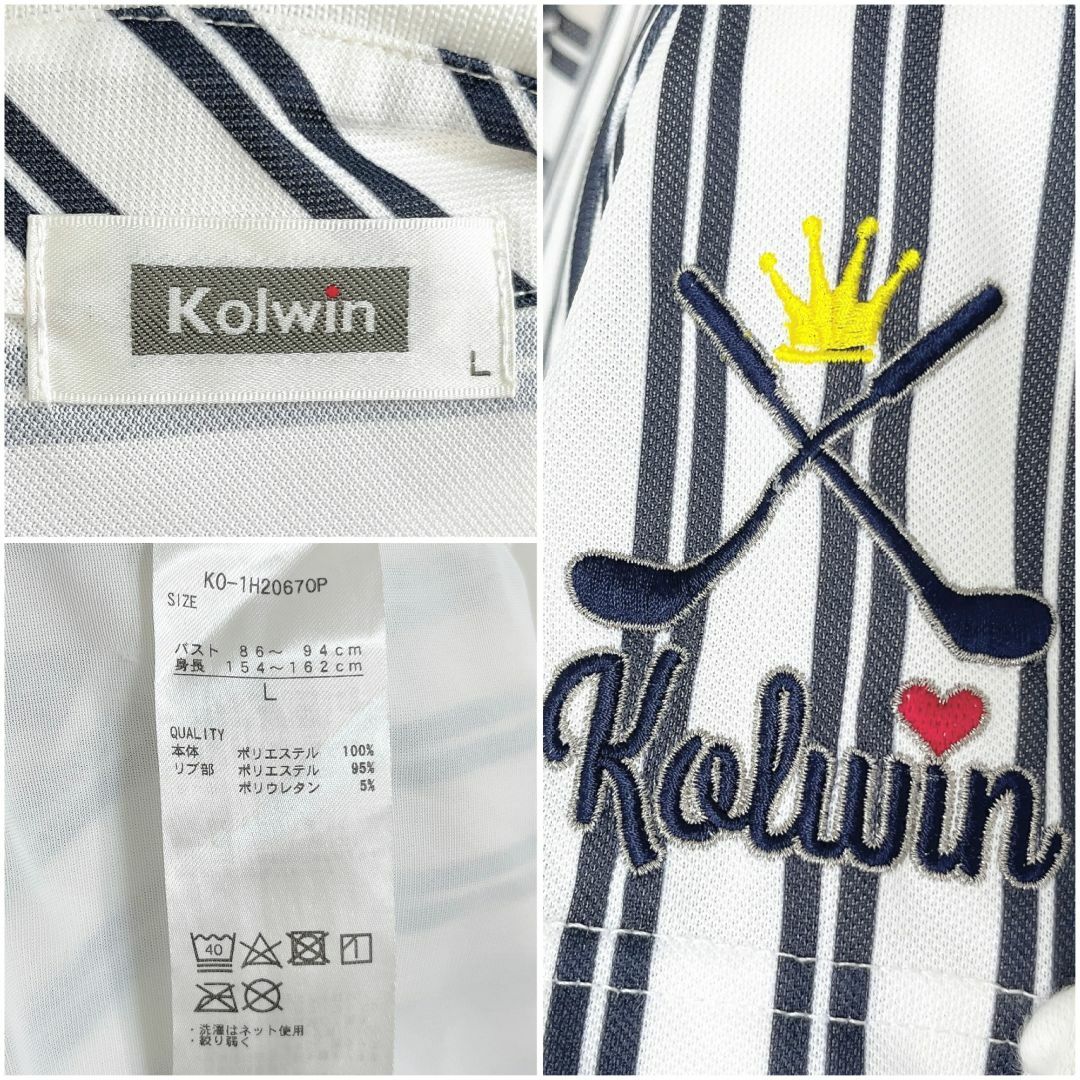 Kolwin
L
KO-1H2067OP
SIZE
バスト 86～ 94cm
身長 154～162cm
L
QUALITY
本体 ポリエステル 100%
リブ部 ポリエステル 95%
ポリウレタン 5%
40
・洗濯はネット使用
・絞り弱く
Kolwin